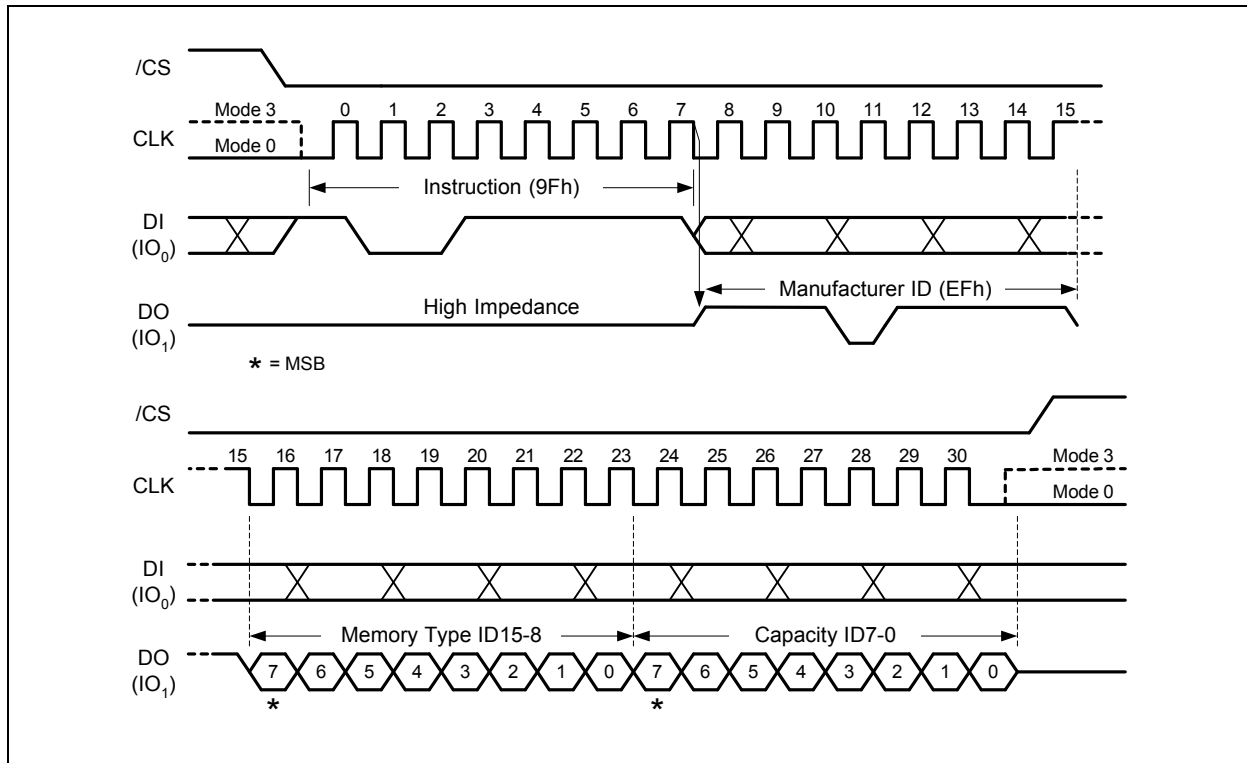 /CS
Mode 3
0 1 2 3 4 5 6 7 8 9 10 11 12 13 14 15
CLK
Mode 0
Instruction (9Fh)
DI
(IO0)
Manufacturer ID (EFh)
High Impedance
DO
(IO1)
* = MSB
/CS
15 16 17 18 19 20 21 22 23 24 25 26 27 28 29 30
Mode 3
CLK
Mode 0
DI
(IO0)
Memory Type ID15-8
Capacity ID7-0
DO
(IO1)
7 6 5 4 3 2 1 0 7 6 5 4 3 2 1 0
* *